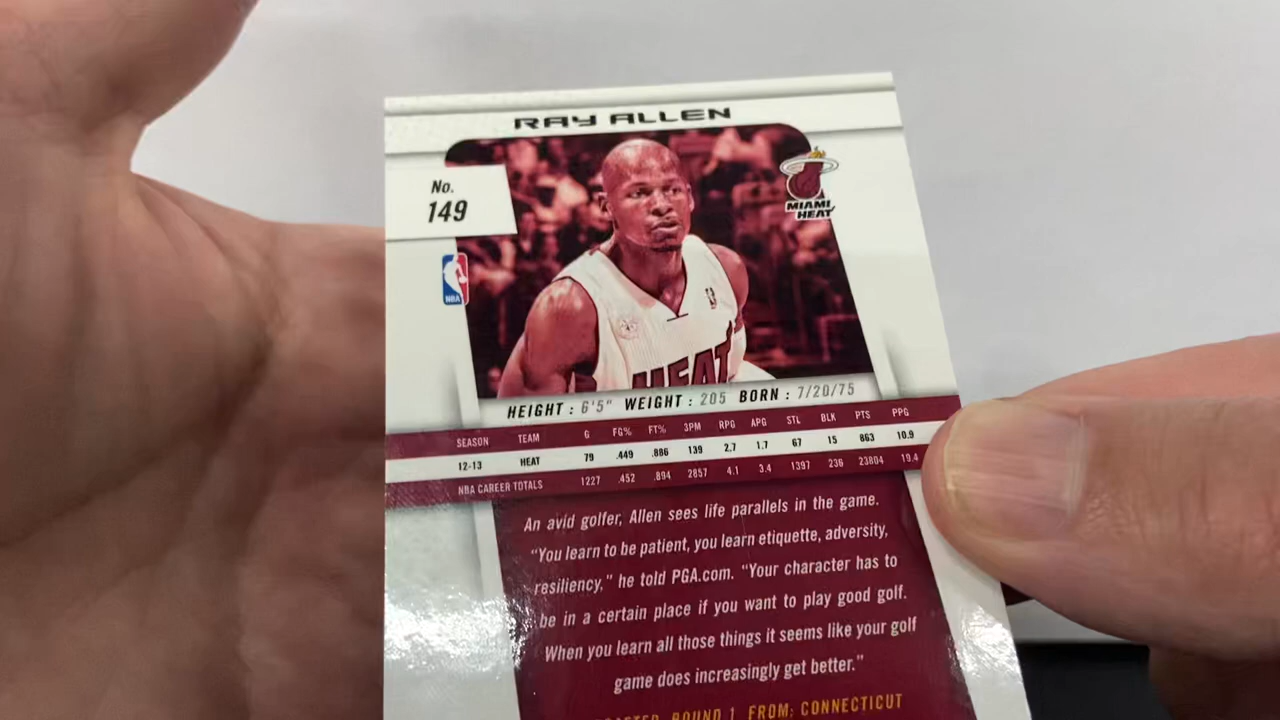 RAY ALLEN
No.
149
MIAMI
HEAT
NBA
HEAT
HEIGHT : 6'5" WEIGHT : 205 BORN : 7/20/75
SEASON TEAM G FG% FT% 3PM RPG APG STL BLK PTS PPG
12-13 HEAT 79 .449 .886 139 2.7 1.7 67 15 863 10.9
NBA CAREER TOTALS 1227 .452 .894 2857 4.1 3.4 1397 236 23804 19.4
An avid golfer, Allen sees life parallels in the game.
“You learn to be patient, you learn etiquette, adversity,
resiliency,” he told PGA.com. “Your character has to
be in a certain place if you want to play good golf.
When you learn all those things it seems like your golf
game does increasingly get better.”
ROUND 1 FROM: CONNECTICUT